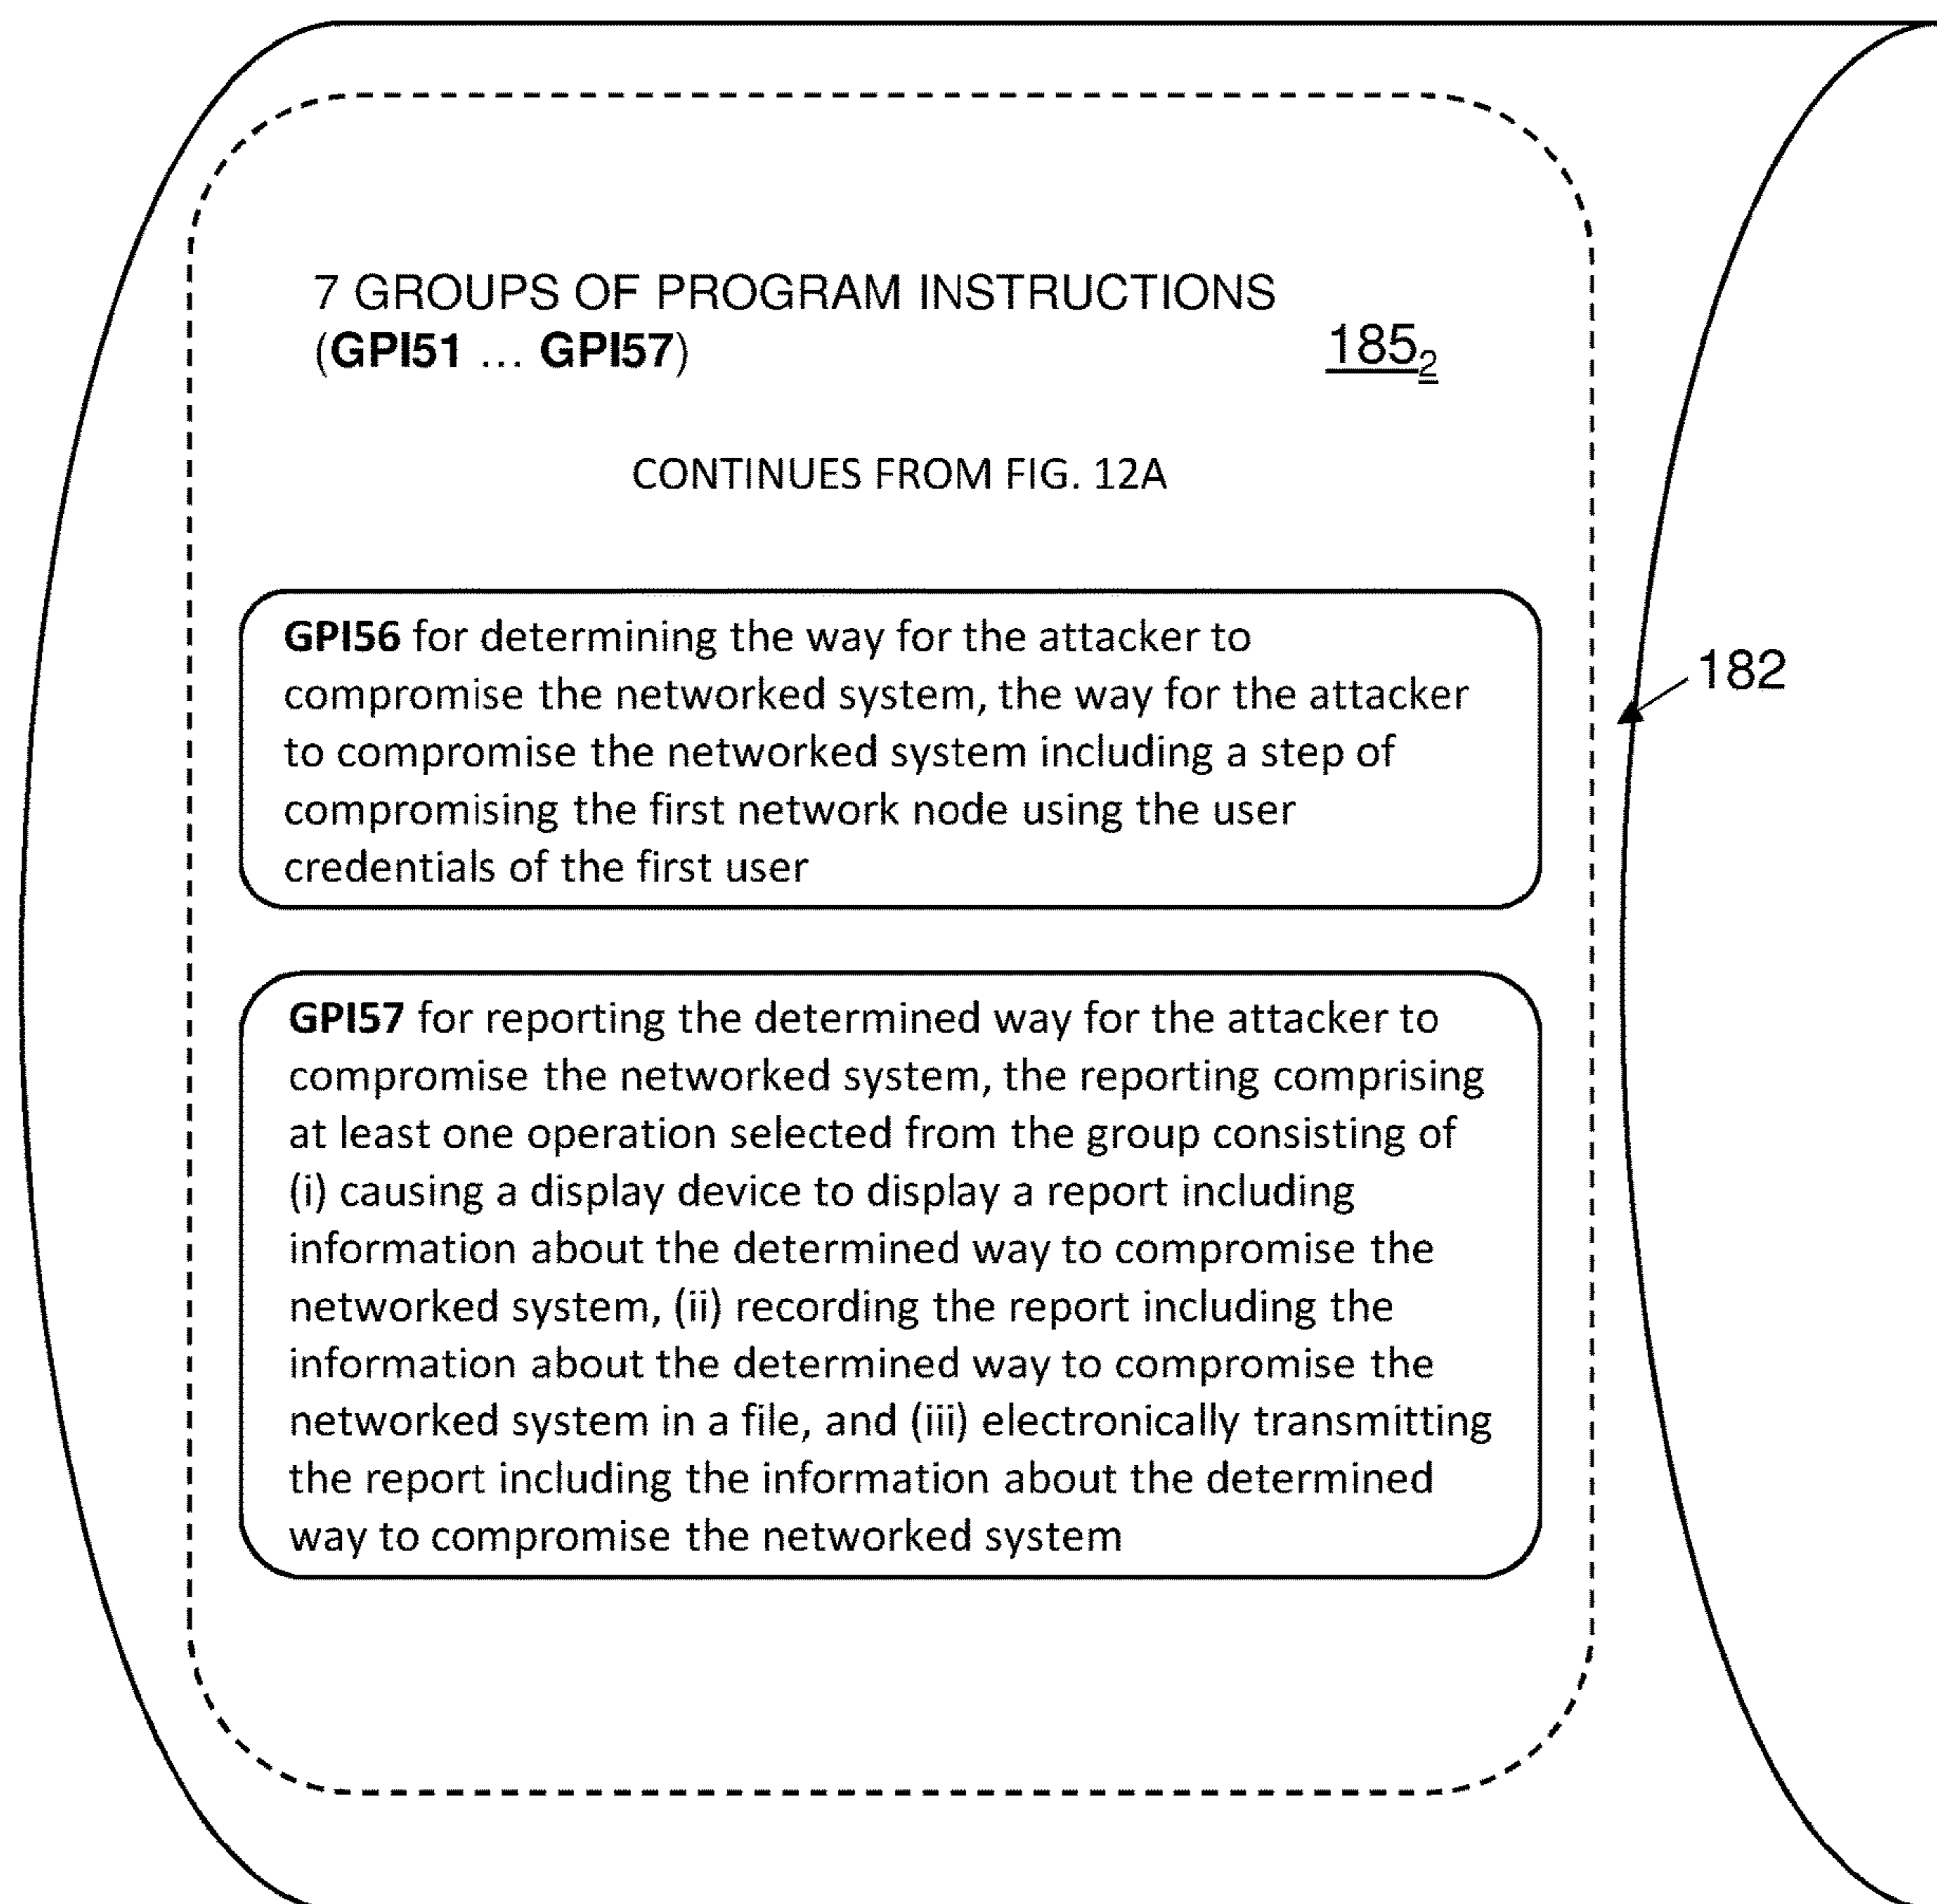 7 GROUPS OF PROGRAM INSTRUCTIONS
(GPI51 ... GPI57) 185₂
CONTINUES FROM FIG. 12A
GPI56 for determining the way for the attacker to
compromise the networked system, the way for the attacker
to compromise the networked system including a step of
compromising the first network node using the user
credentials of the first user
182
GPI57 for reporting the determined way for the attacker to
compromise the networked system, the reporting comprising
at least one operation selected from the group consisting of
(i) causing a display device to display a report including
information about the determined way to compromise the
networked system, (ii) recording the report including the
information about the determined way to compromise the
networked system in a file, and (iii) electronically transmitting
the report including the information about the determined
way to compromise the networked system